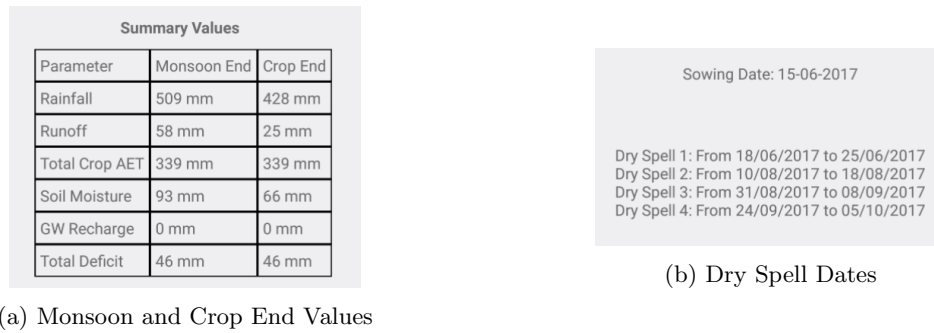 Summary Values
Parameter Monsoon End Crop End
Rainfall 509 mm 428 mm
Runoff 58 mm 25 mm
Total Crop AET 339 mm 339 mm
Soil Moisture 93 mm 66 mm
GW Recharge 0 mm 0 mm
Total Deficit 46 mm 46 mm
(a) Monsoon and Crop End Values
Sowing Date: 15-06-2017
Dry Spell 1: From 18/06/2017 to 25/06/2017
Dry Spell 2: From 10/08/2017 to 18/08/2017
Dry Spell 3: From 31/08/2017 to 08/09/2017
Dry Spell 4: From 24/09/2017 to 05/10/2017
(b) Dry Spell Dates